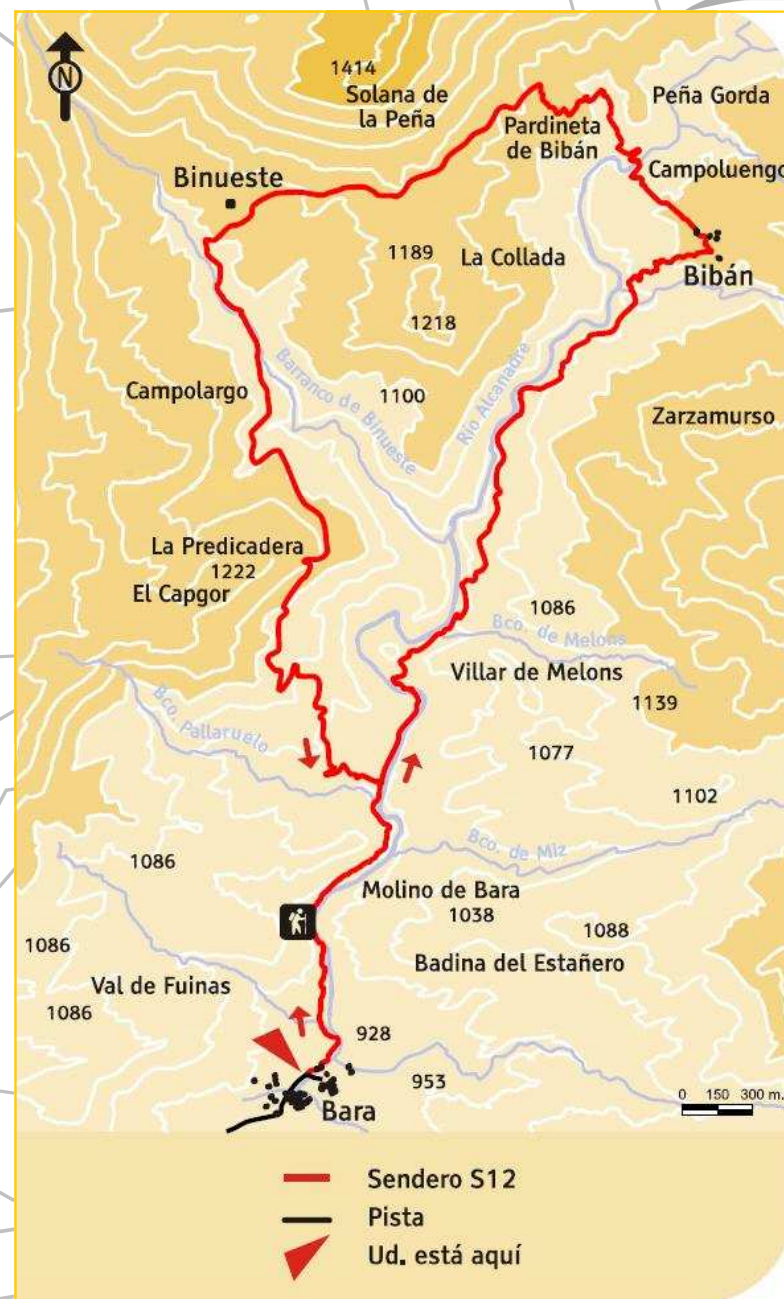 N
1414
Solana de
la Peña
Peña Gorda
Pardineta
de Bibán
Binueste
Campoluengo
1189
La Collada
Bibán
1218
Barranco de Binueste
Río Alcanadre
Campolargo
1100
Zarzamurso
La Predicadera
1222
El Capgor
1086
Bco. de Melons
Villar de Melons
Bco. Pallaruelo
1139
1077
1102
Bco. de Miz
1086
Molino de Bara
1038
1088
1086
Badina del Estañero
Val de Fuinas
1086
928
953
0 150 300 m.
Bara
Sendero S12
Pista
Ud. está aquí